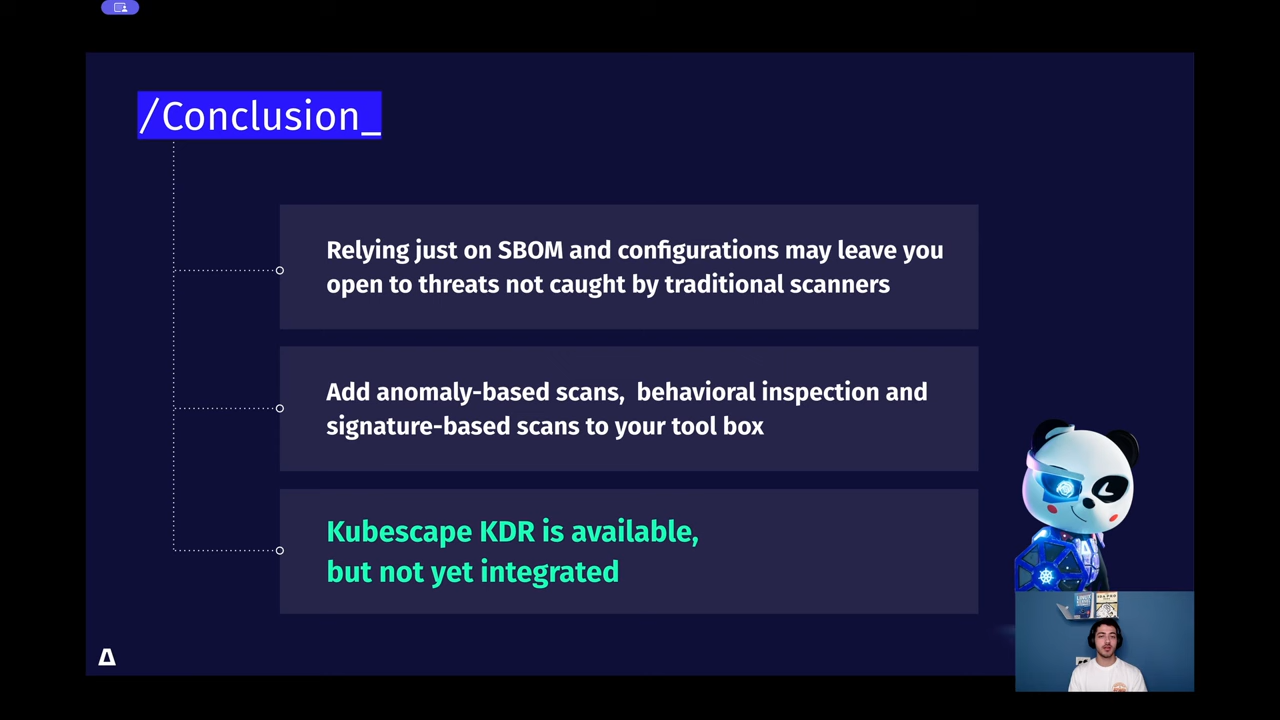 /Conclusion_
Relying just on SBOM and configurations may leave you
open to threats not caught by traditional scanners
Add anomaly-based scans,  behavioral inspection and
signature-based scans to your tool box
Kubescape KDR is available,
but not yet integrated